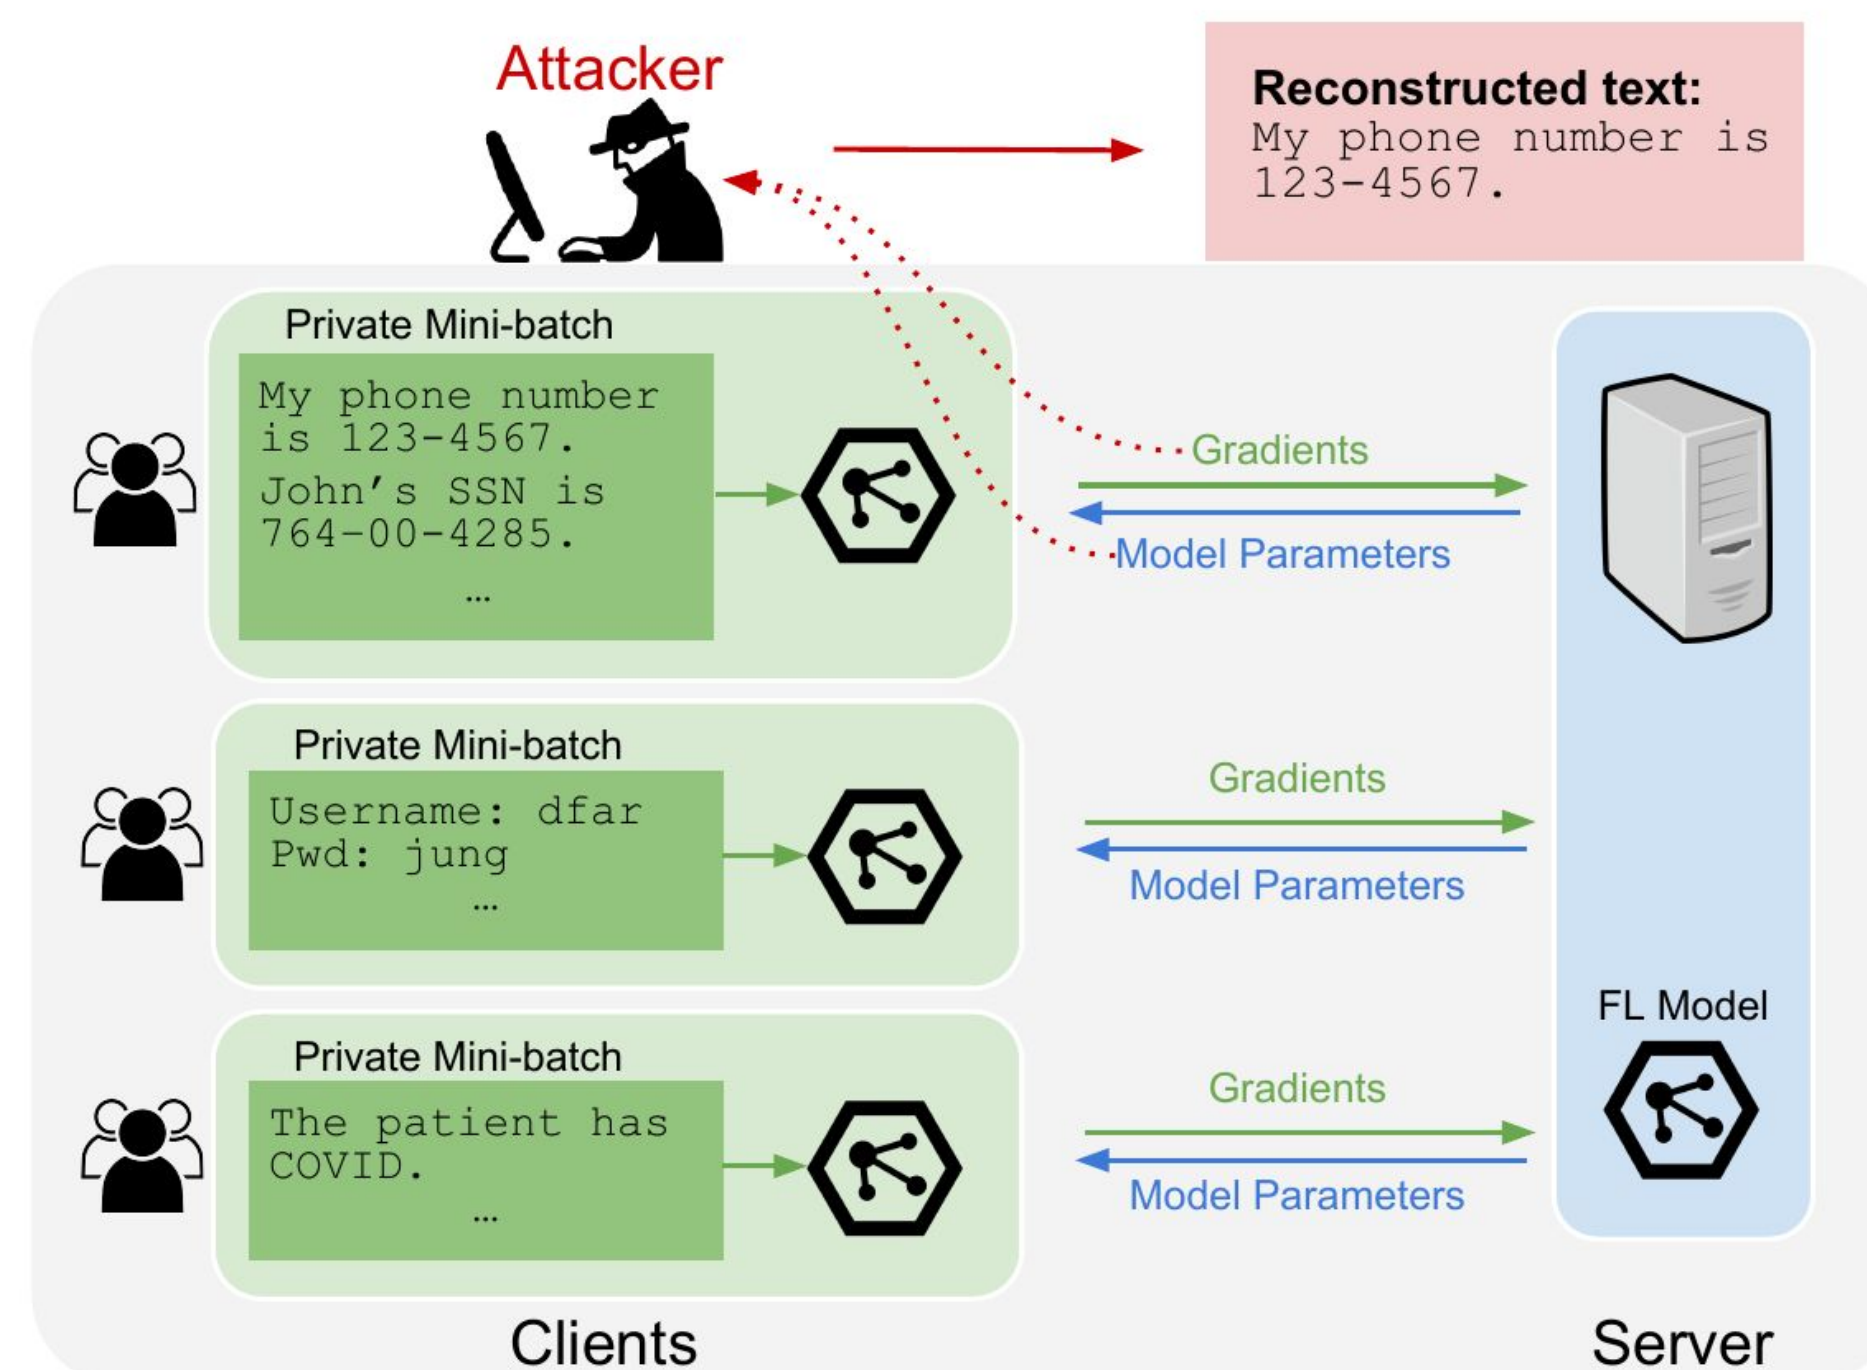 Attacker
Reconstructed text:
My phone number is
123-4567.
Private Mini-batch
My phone number
is 123-4567.
John's SSN is
764-00-4285.
…
Gradients
Model Parameters
Private Mini-batch
Username: dfar
Pwd: jung
…
Gradients
Model Parameters
Private Mini-batch
The patient has
COVID.
…
Gradients
Model Parameters
FL Model
Clients
Server